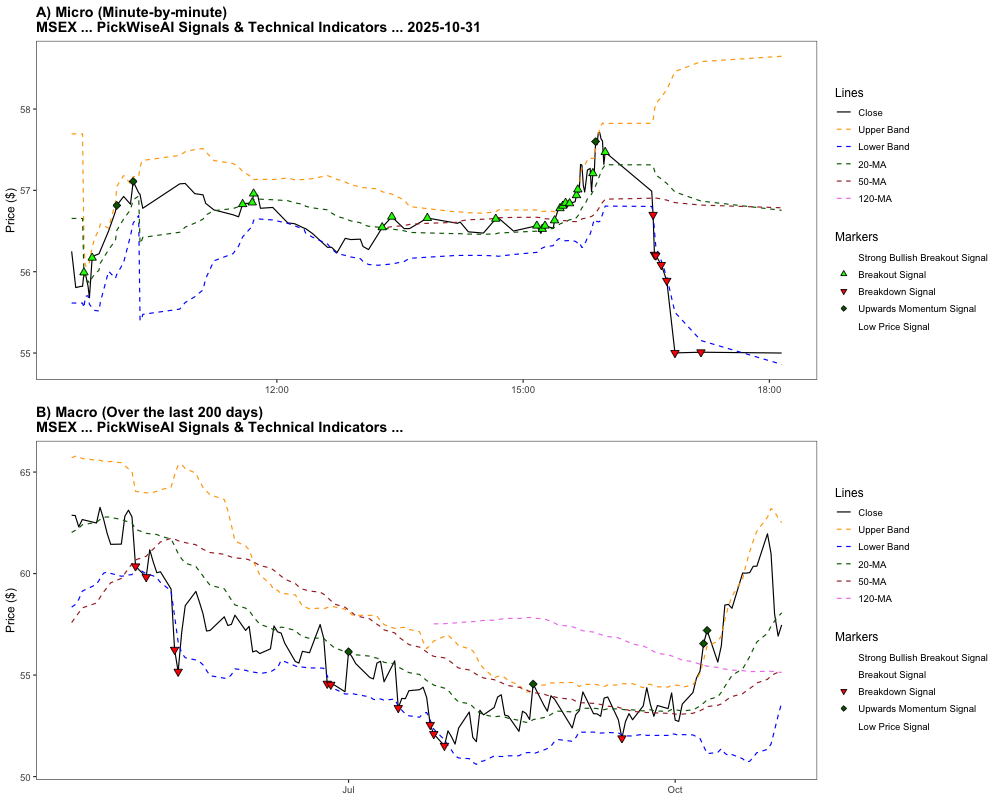 A) Micro (Minute-by-minute)
MSEX ... PickWiseAI Signals & Technical Indicators ... 2025-10-31
Price ($)
58
57
56
55
12:00
15:00
18:00
Lines
Close
Upper Band
Lower Band
20-MA
50-MA
120-MA
Markers
Strong Bullish Breakout Signal
Breakout Signal
Breakdown Signal
Upwards Momentum Signal
Low Price Signal
B) Macro (Over the last 200 days)
MSEX ... PickWiseAI Signals & Technical Indicators ...
Price ($)
65
60
55
50
Jul
Oct
Lines
Close
Upper Band
Lower Band
20-MA
50-MA
120-MA
Markers
Strong Bullish Breakout Signal
Breakout Signal
Breakdown Signal
Upwards Momentum Signal
Low Price Signal